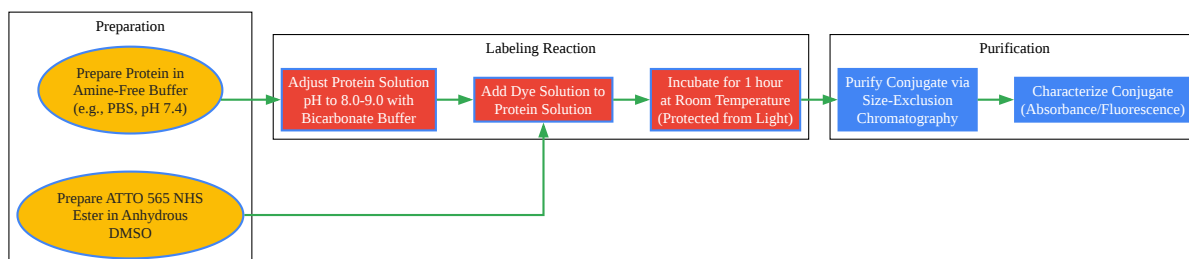 Preparation
Prepare Protein in
Amine-Free Buffer
(e.g., PBS, pH 7.4)
Prepare ATTO 565 NHS
Ester in Anhydrous
DMSO
Labeling Reaction
Adjust Protein Solution
pH to 8.0-9.0 with
Bicarbonate Buffer
Add Dye Solution to
Protein Solution
Incubate for 1 hour
at Room Temperature
(Protected from Light)
Purification
Purify Conjugate via
Size-Exclusion
Chromatography
Characterize Conjugate
(Absorbance/Fluorescence)